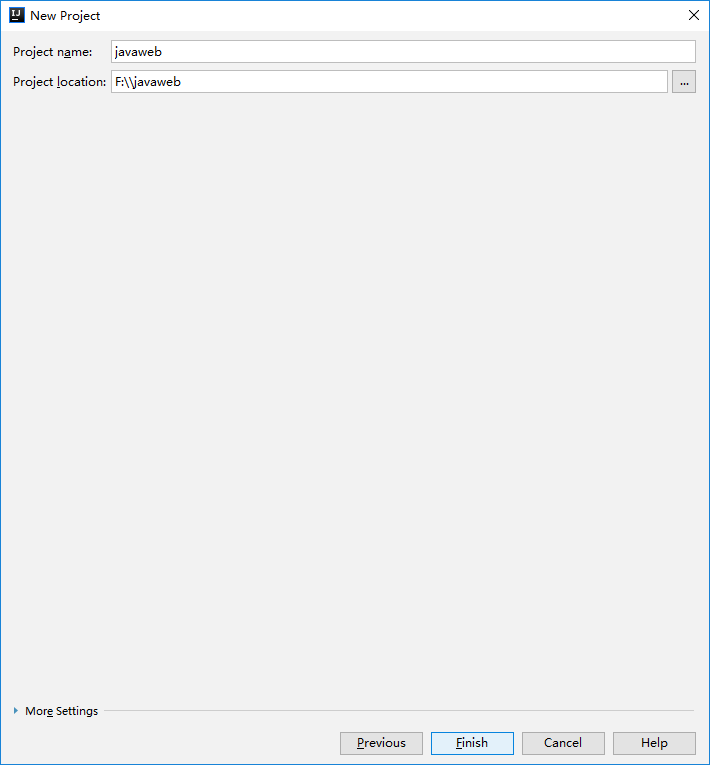 IJ New Project
Project name: javaweb
Project location: F:\\javaweb ...
More Settings
Previous Finish Cancel Help